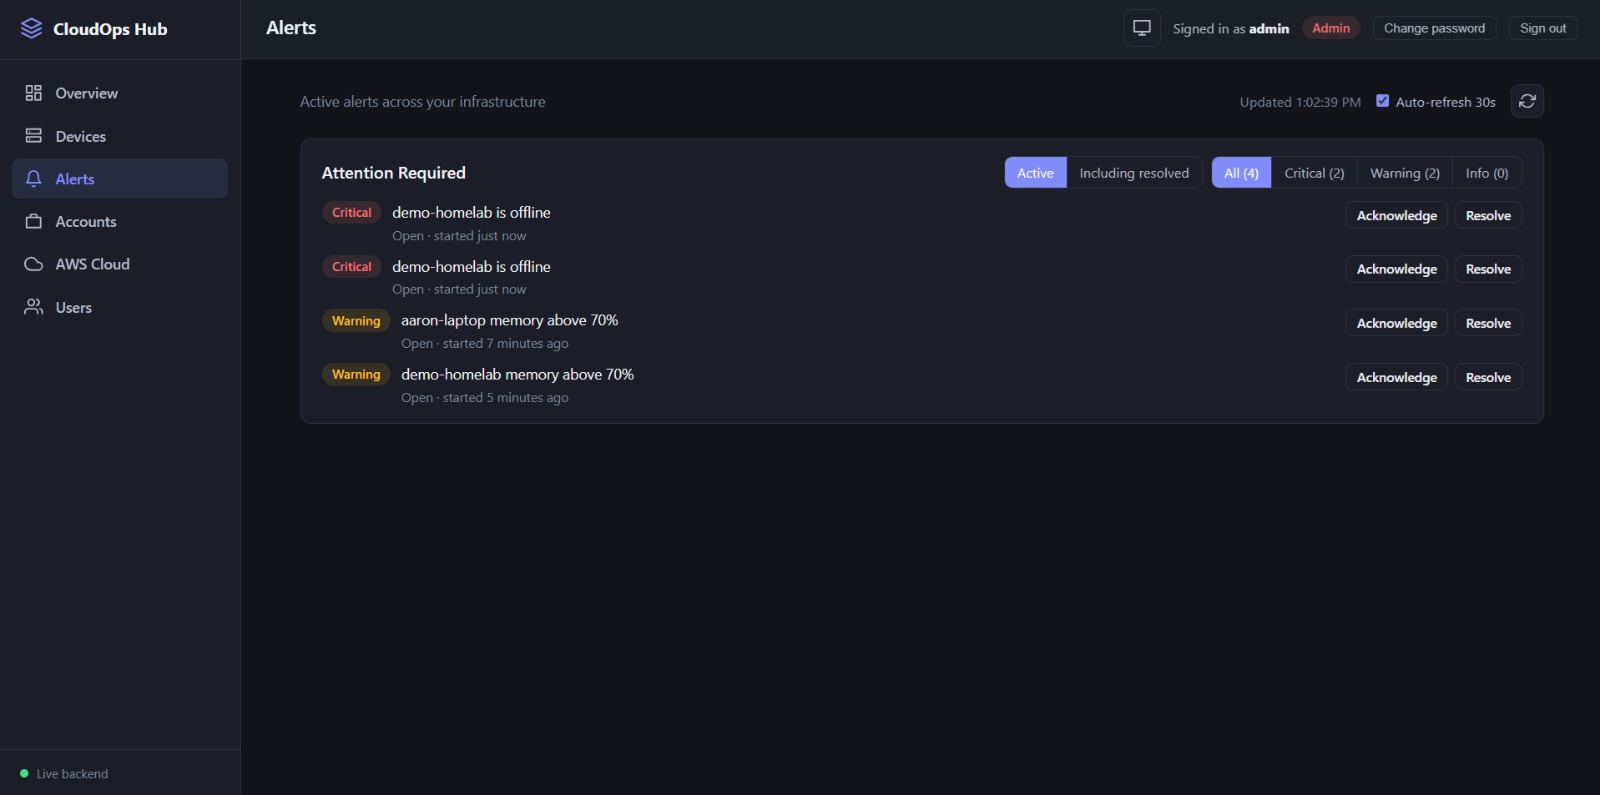 CloudOps Hub
Alerts
Signed in as admin Admin Change password Sign out
Overview
Devices
Alerts
Accounts
AWS Cloud
Users
Active alerts across your infrastructure
Updated 1:02:39 PM Auto-refresh 30s
Attention Required
Active Including resolved All (4) Critical (2) Warning (2) Info (0)
Critical demo-homelab is offline Acknowledge Resolve
Open · started just now
Critical demo-homelab is offline Acknowledge Resolve
Open · started just now
Warning aaron-laptop memory above 70% Acknowledge Resolve
Open · started 7 minutes ago
Warning demo-homelab memory above 70% Acknowledge Resolve
Open · started 5 minutes ago
Live backend